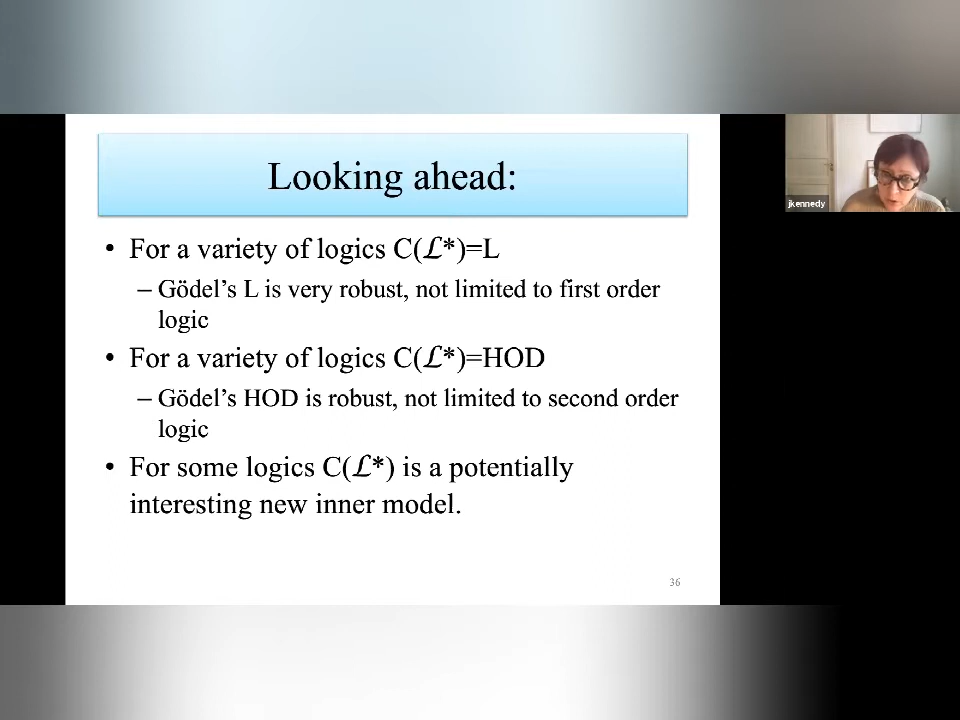 Looking ahead:
• For a variety of logics C(ℒ*)=L
– Gödel’s L is very robust, not limited to first order
logic
• For a variety of logics C(ℒ*)=HOD
– Gödel’s HOD is robust, not limited to second order
logic
• For some logics C(ℒ*) is a potentially
interesting new inner model.
36
jkennedy